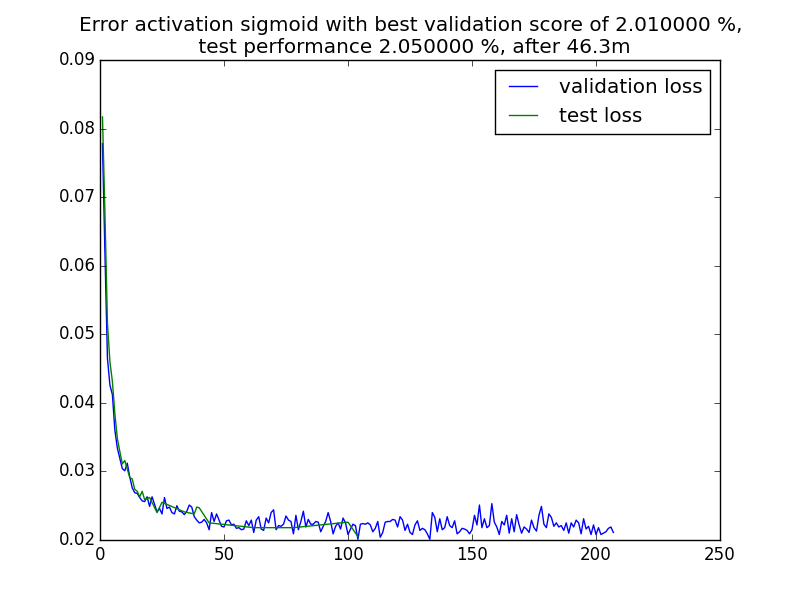 Error activation sigmoid with best validation score of 2.010000 %,
test performance 2.050000 %, after 46.3m
0.09
validation loss
test loss
0.08
0.07
0.06
0.05
0.04
0.03
0.02
0 50 100 150 200 250